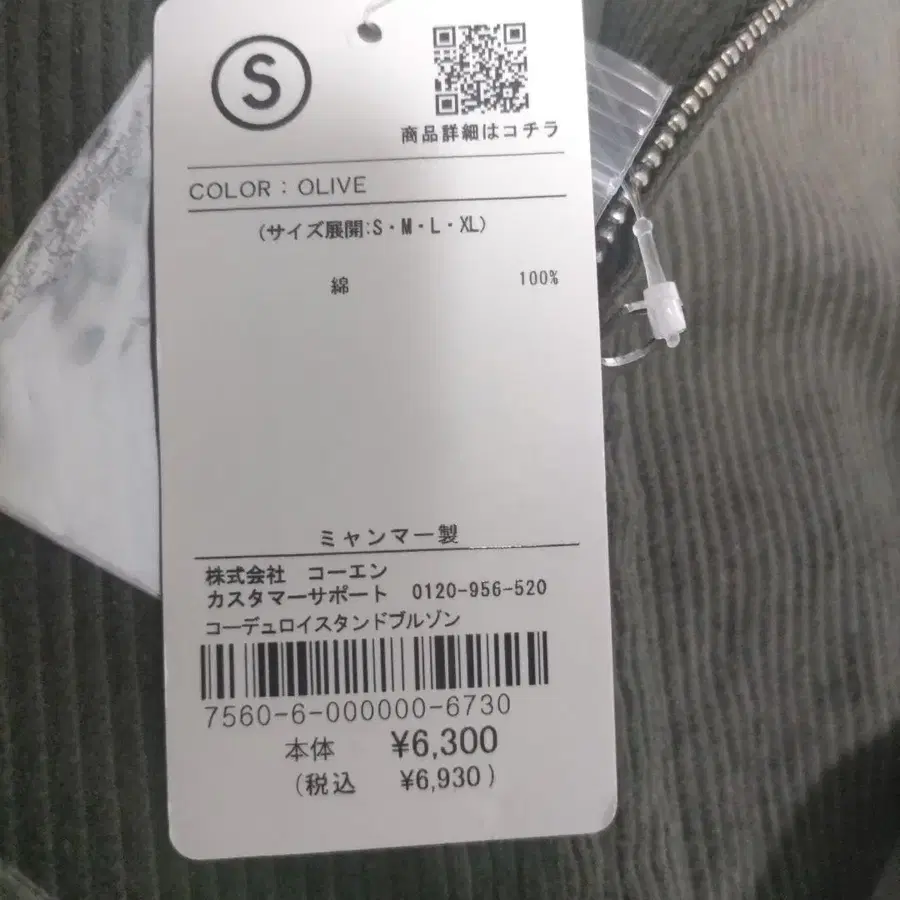 S
商品詳細はコチラ
COLOR : OLIVE
(サイズ展開:S・M・L・XL)
綿 100%
ミャンマー製
株式会社 コーエン
カスタマーサポート 0120-956-520
コーデュロイスタンドブルゾン
7560-6-000000-6730
本体 ¥6,300
(税込 ¥6,930)